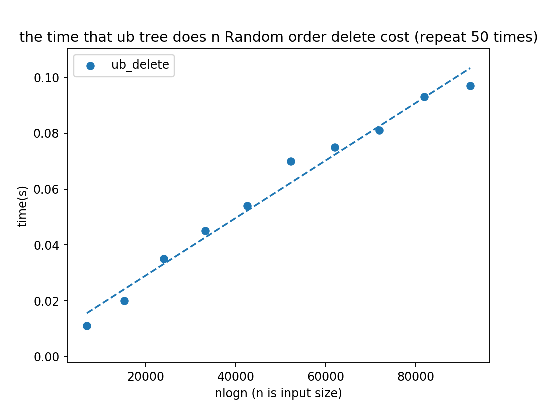 the time that ub tree does n Random order delete cost (repeat 50 times)
ub_delete
0.10
0.08
0.06
0.04
0.02
0.00
time(s)
20000 40000 60000 80000
nlogn (n is input size)